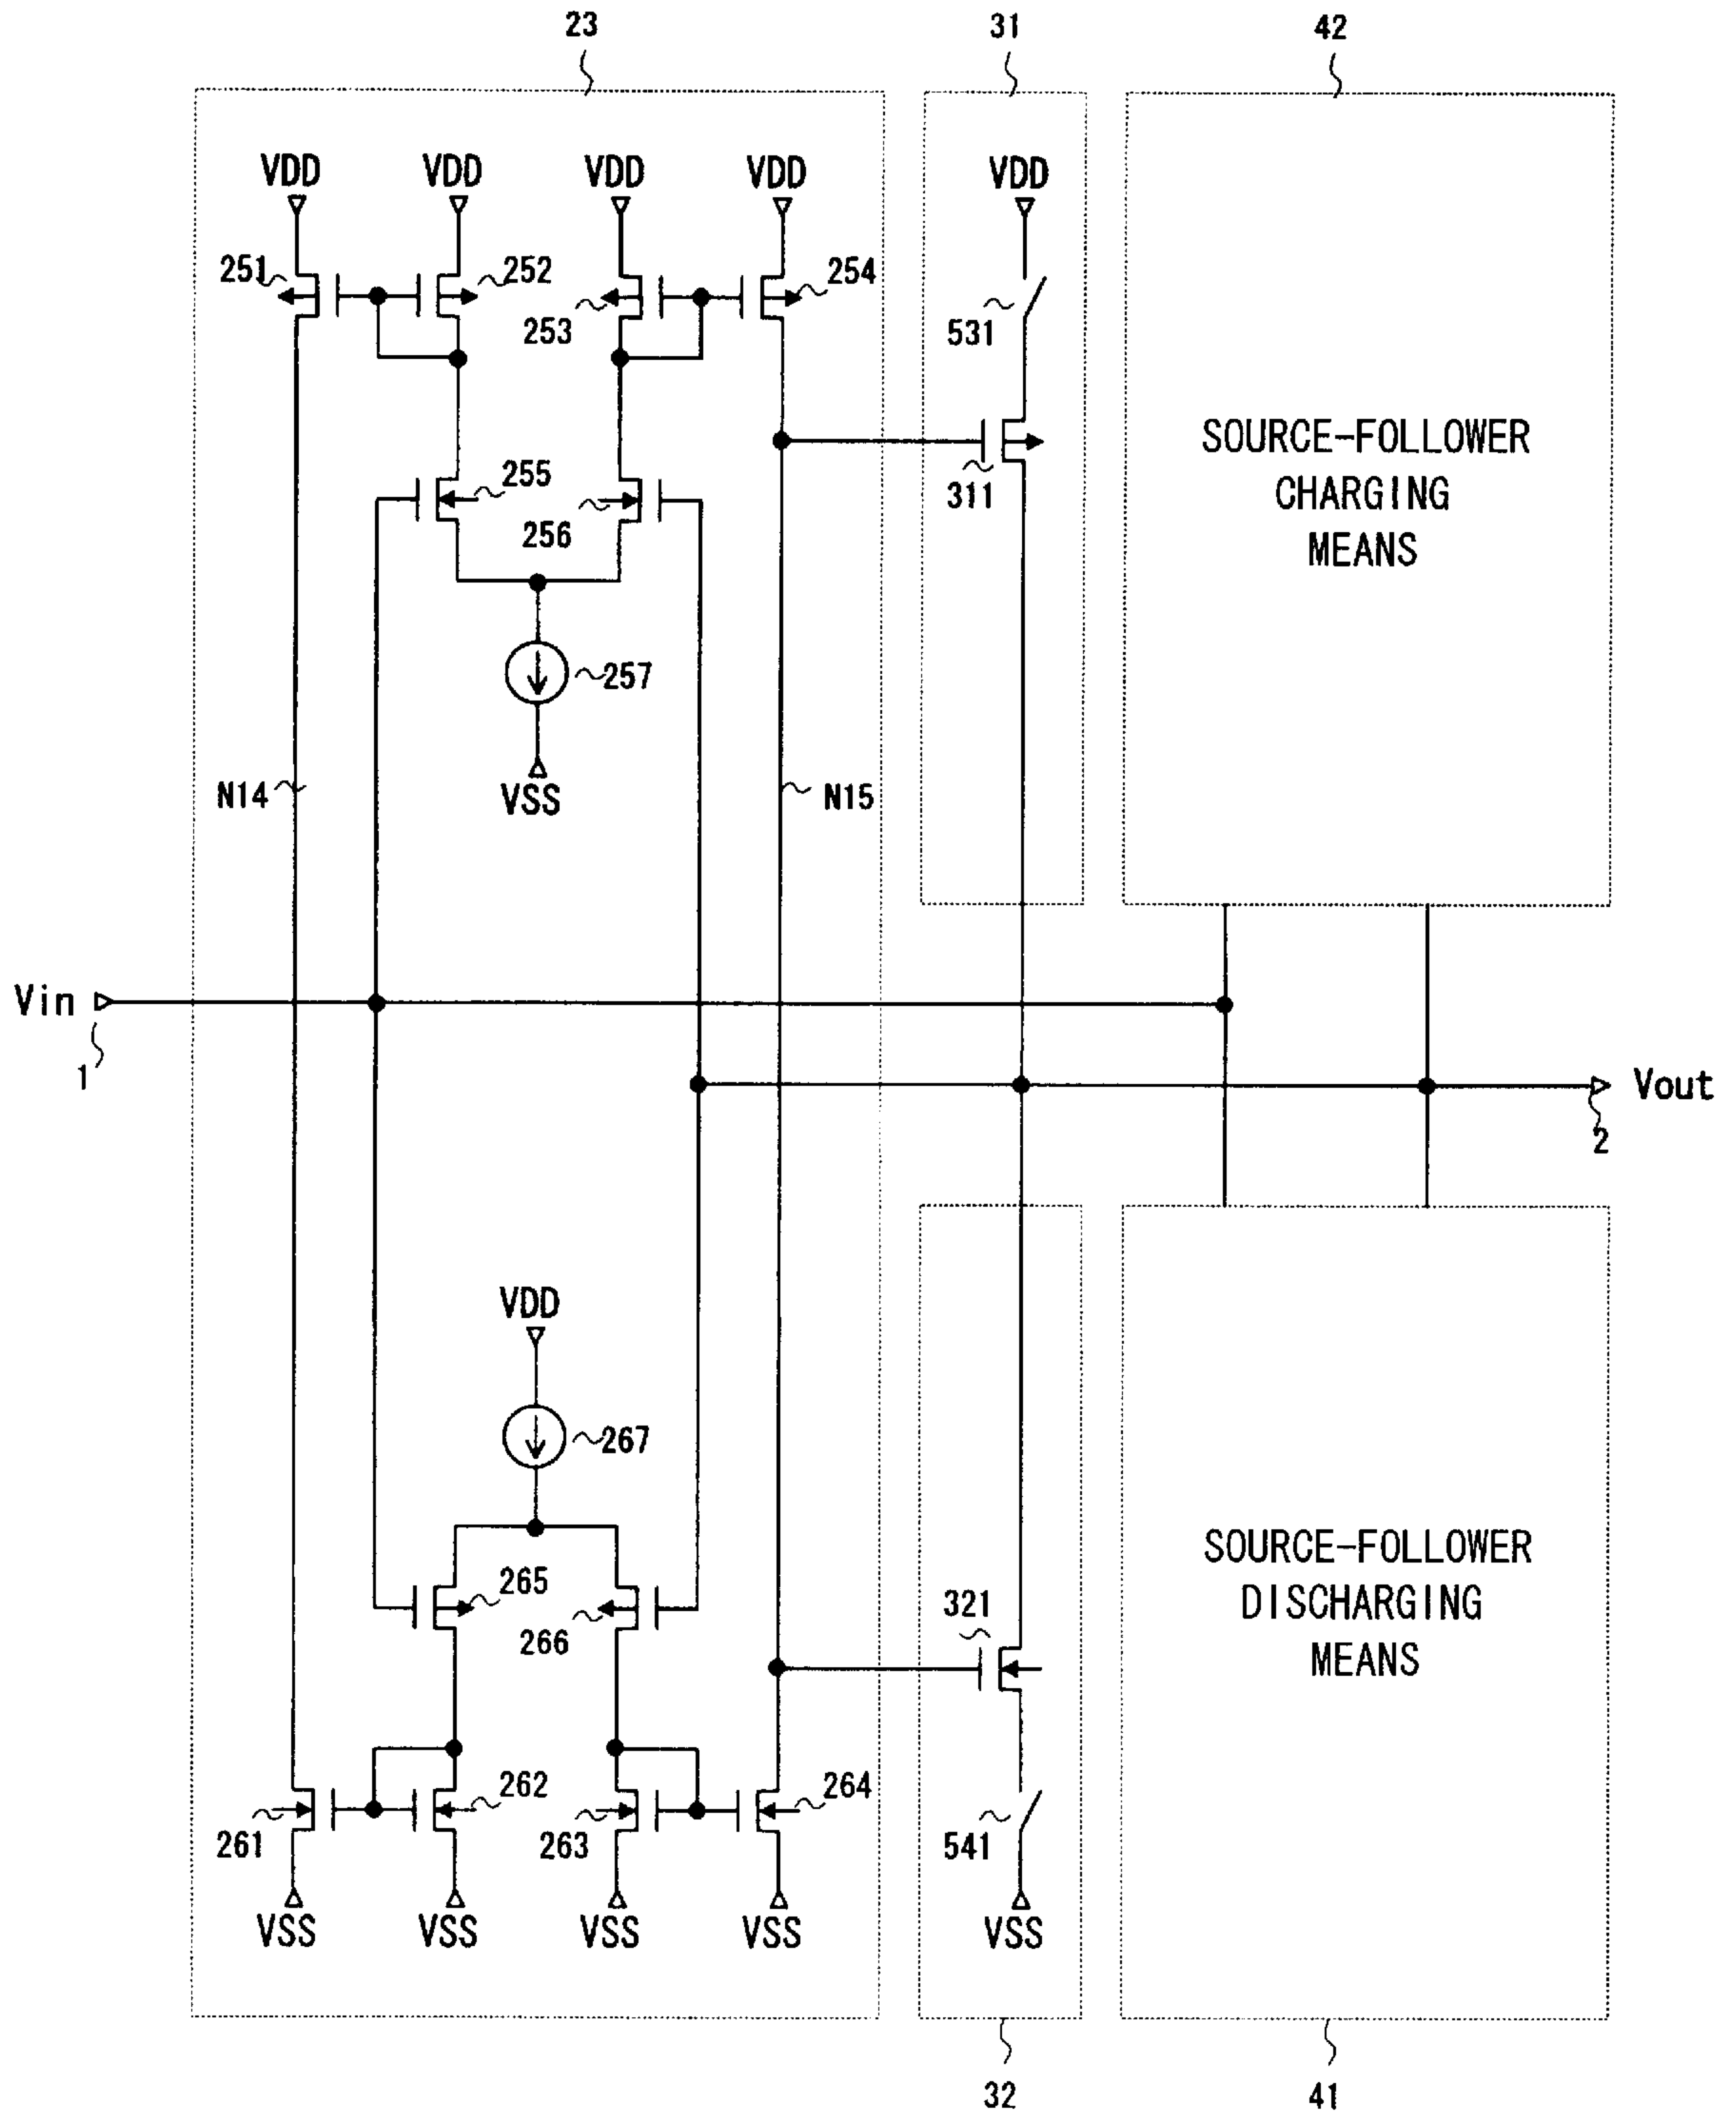 23
31
42
VDD
VDD
VDD
VDD
VDD
251
252
253
254
531
311
SOURCE-FOLLOWER
CHARGING
MEANS
255
256
257
N14
VSS
N15
Vin
1
Vout
2
VDD
267
265
266
321
SOURCE-FOLLOWER
DISCHARGING
MEANS
261
262
263
264
541
VSS
VSS
VSS
VSS
VSS
32
41